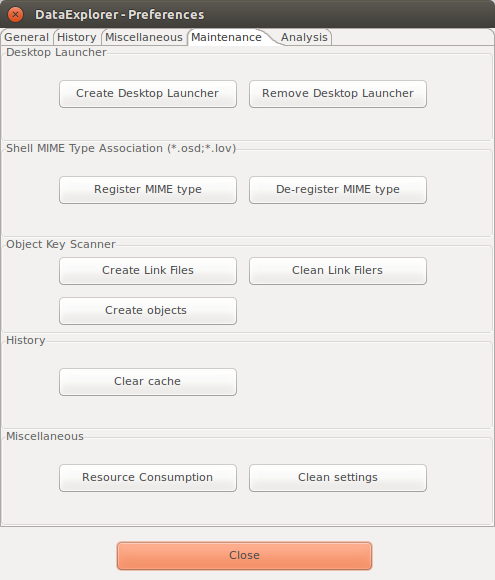 DataExplorer - Preferences
General History Miscellaneous Maintenance Analysis
Desktop Launcher
Create Desktop Launcher Remove Desktop Launcher
Shell MIME Type Association (*.osd;*.lov)
Register MIME type De-register MIME type
Object Key Scanner
Create Link Files Clean Link Filers
Create objects
History
Clear cache
Miscellaneous
Resource Consumption Clean settings
Close